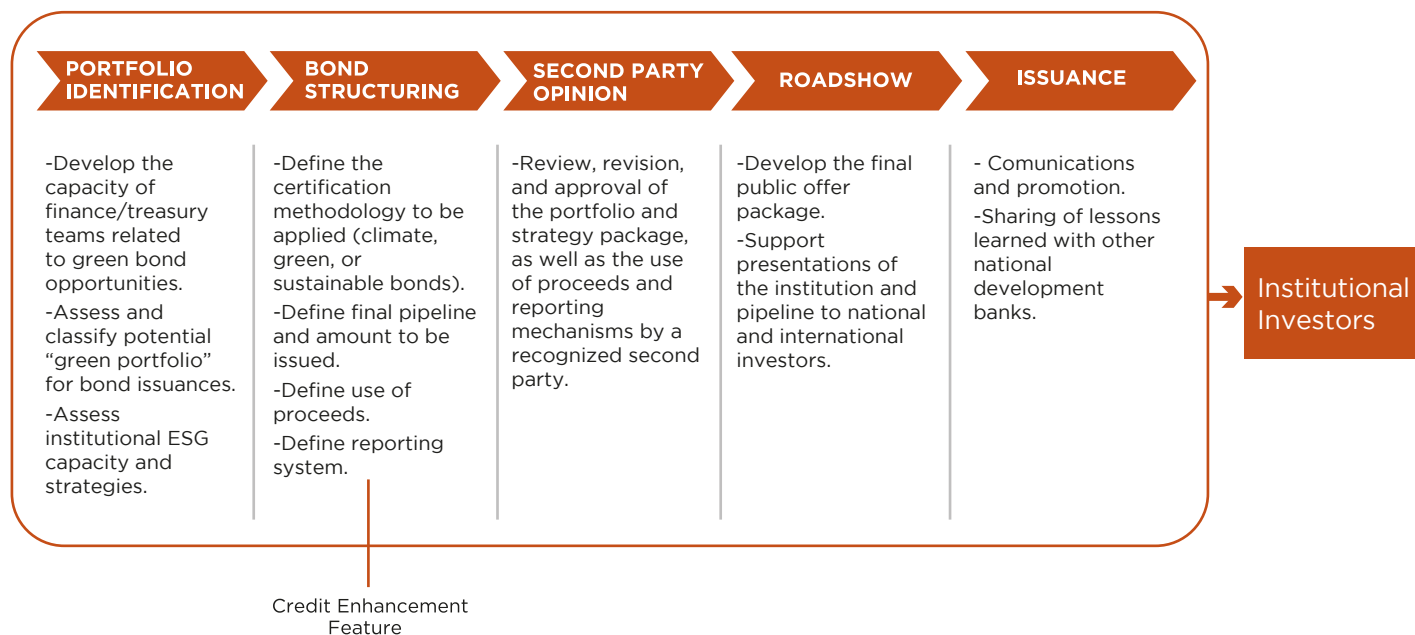 PORTFOLIO
IDENTIFICATION
-Develop the
capacity of
finance/treasury
teams related
to green bond
opportunities.
-Assess and
classify potential
“green portfolio”
for bond issuances.
-Assess
institutional ESG
capacity and
strategies.
BOND
STRUCTURING
-Define the
certification
methodology to be
applied (climate,
green, or
sustainable bonds).
-Define final pipeline
and amount to be
issued.
-Define use of
proceeds.
-Define reporting
system.
Credit Enhancement
Feature
SECOND PARTY
OPINION
-Review, revision,
and approval of
the portfolio and
strategy package,
as well as the use
of proceeds and
reporting
mechanisms by a
recognized second
party.
ROADSHOW
-Develop the final
public offer
package.
-Support
presentations of
the institution and
pipeline to national
and international
investors.
ISSUANCE
- Comunications
and promotion.
-Sharing of lessons
learned with other
national
development
banks.
Institutional
Investors